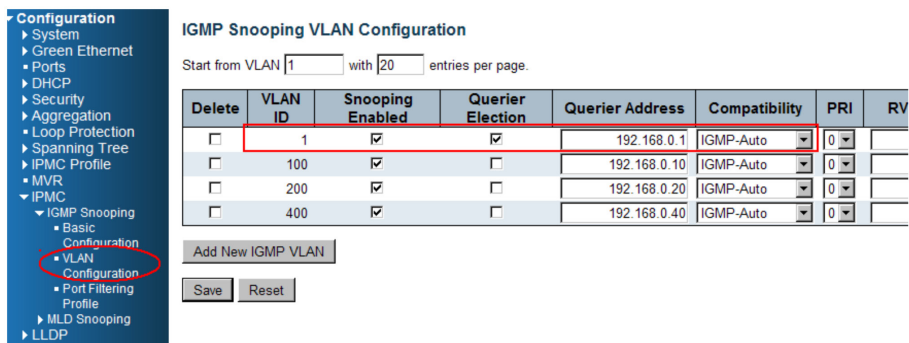 Configuration
System
Green Ethernet
Ports
DHCP
Security
Aggregation
Loop Protection
Spanning Tree
IPMC Profile
MVR
IPMC
IGMP Snooping
Basic
Configuration
VLAN
Configuration
Port Filtering
Profile
MLD Snooping
LLDP
IGMP Snooping VLAN Configuration
Start from VLAN 1 with 20 entries per page.
Delete VLAN ID Snooping Enabled Querier Election Querier Address Compatibility PRI RV
1 192.168.0.1 IGMP-Auto 0
100 192.168.0.10 IGMP-Auto 0
200 192.168.0.20 IGMP-Auto 0
400 192.168.0.40 IGMP-Auto 0
Add New IGMP VLAN
Save Reset